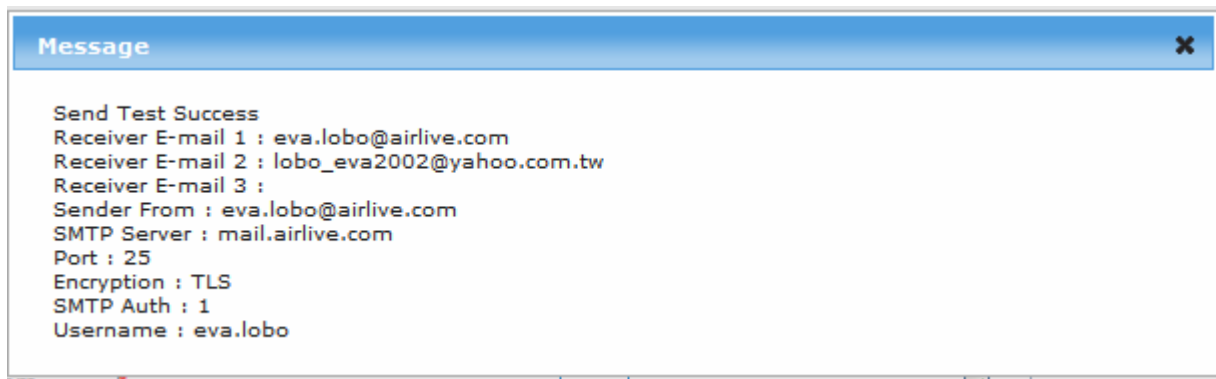 Message
Send Test Success
Receiver E-mail 1 : eva.lobo@airlive.com
Receiver E-mail 2 : lobo_eva2002@yahoo.com.tw
Receiver E-mail 3 :
Sender From : eva.lobo@airlive.com
SMTP Server : mail.airlive.com
Port : 25
Encryption : TLS
SMTP Auth : 1
Username : eva.lobo